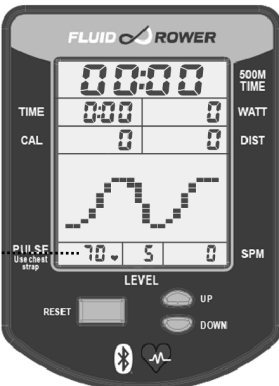 FLUID ROWER
00:00 500M TIME
TIME 0:00 0 WATT
CAL 0 0 DIST
PULSE 70 5 0 SPM
Use chest strap
LEVEL
RESET UP
DOWN